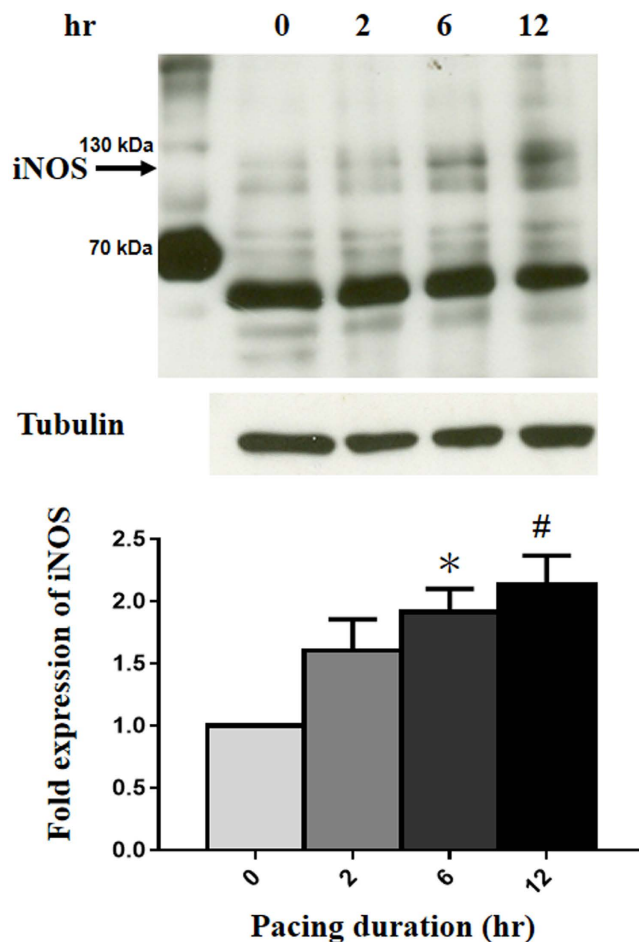 hr 0 2 6 12
130 kDa
iNOS
70 kDa
Tubulin
Fold expression of iNOS
2.5
2.0
1.5
1.0
0.5
0.0
* #
0 2 6 12
Pacing duration (hr)